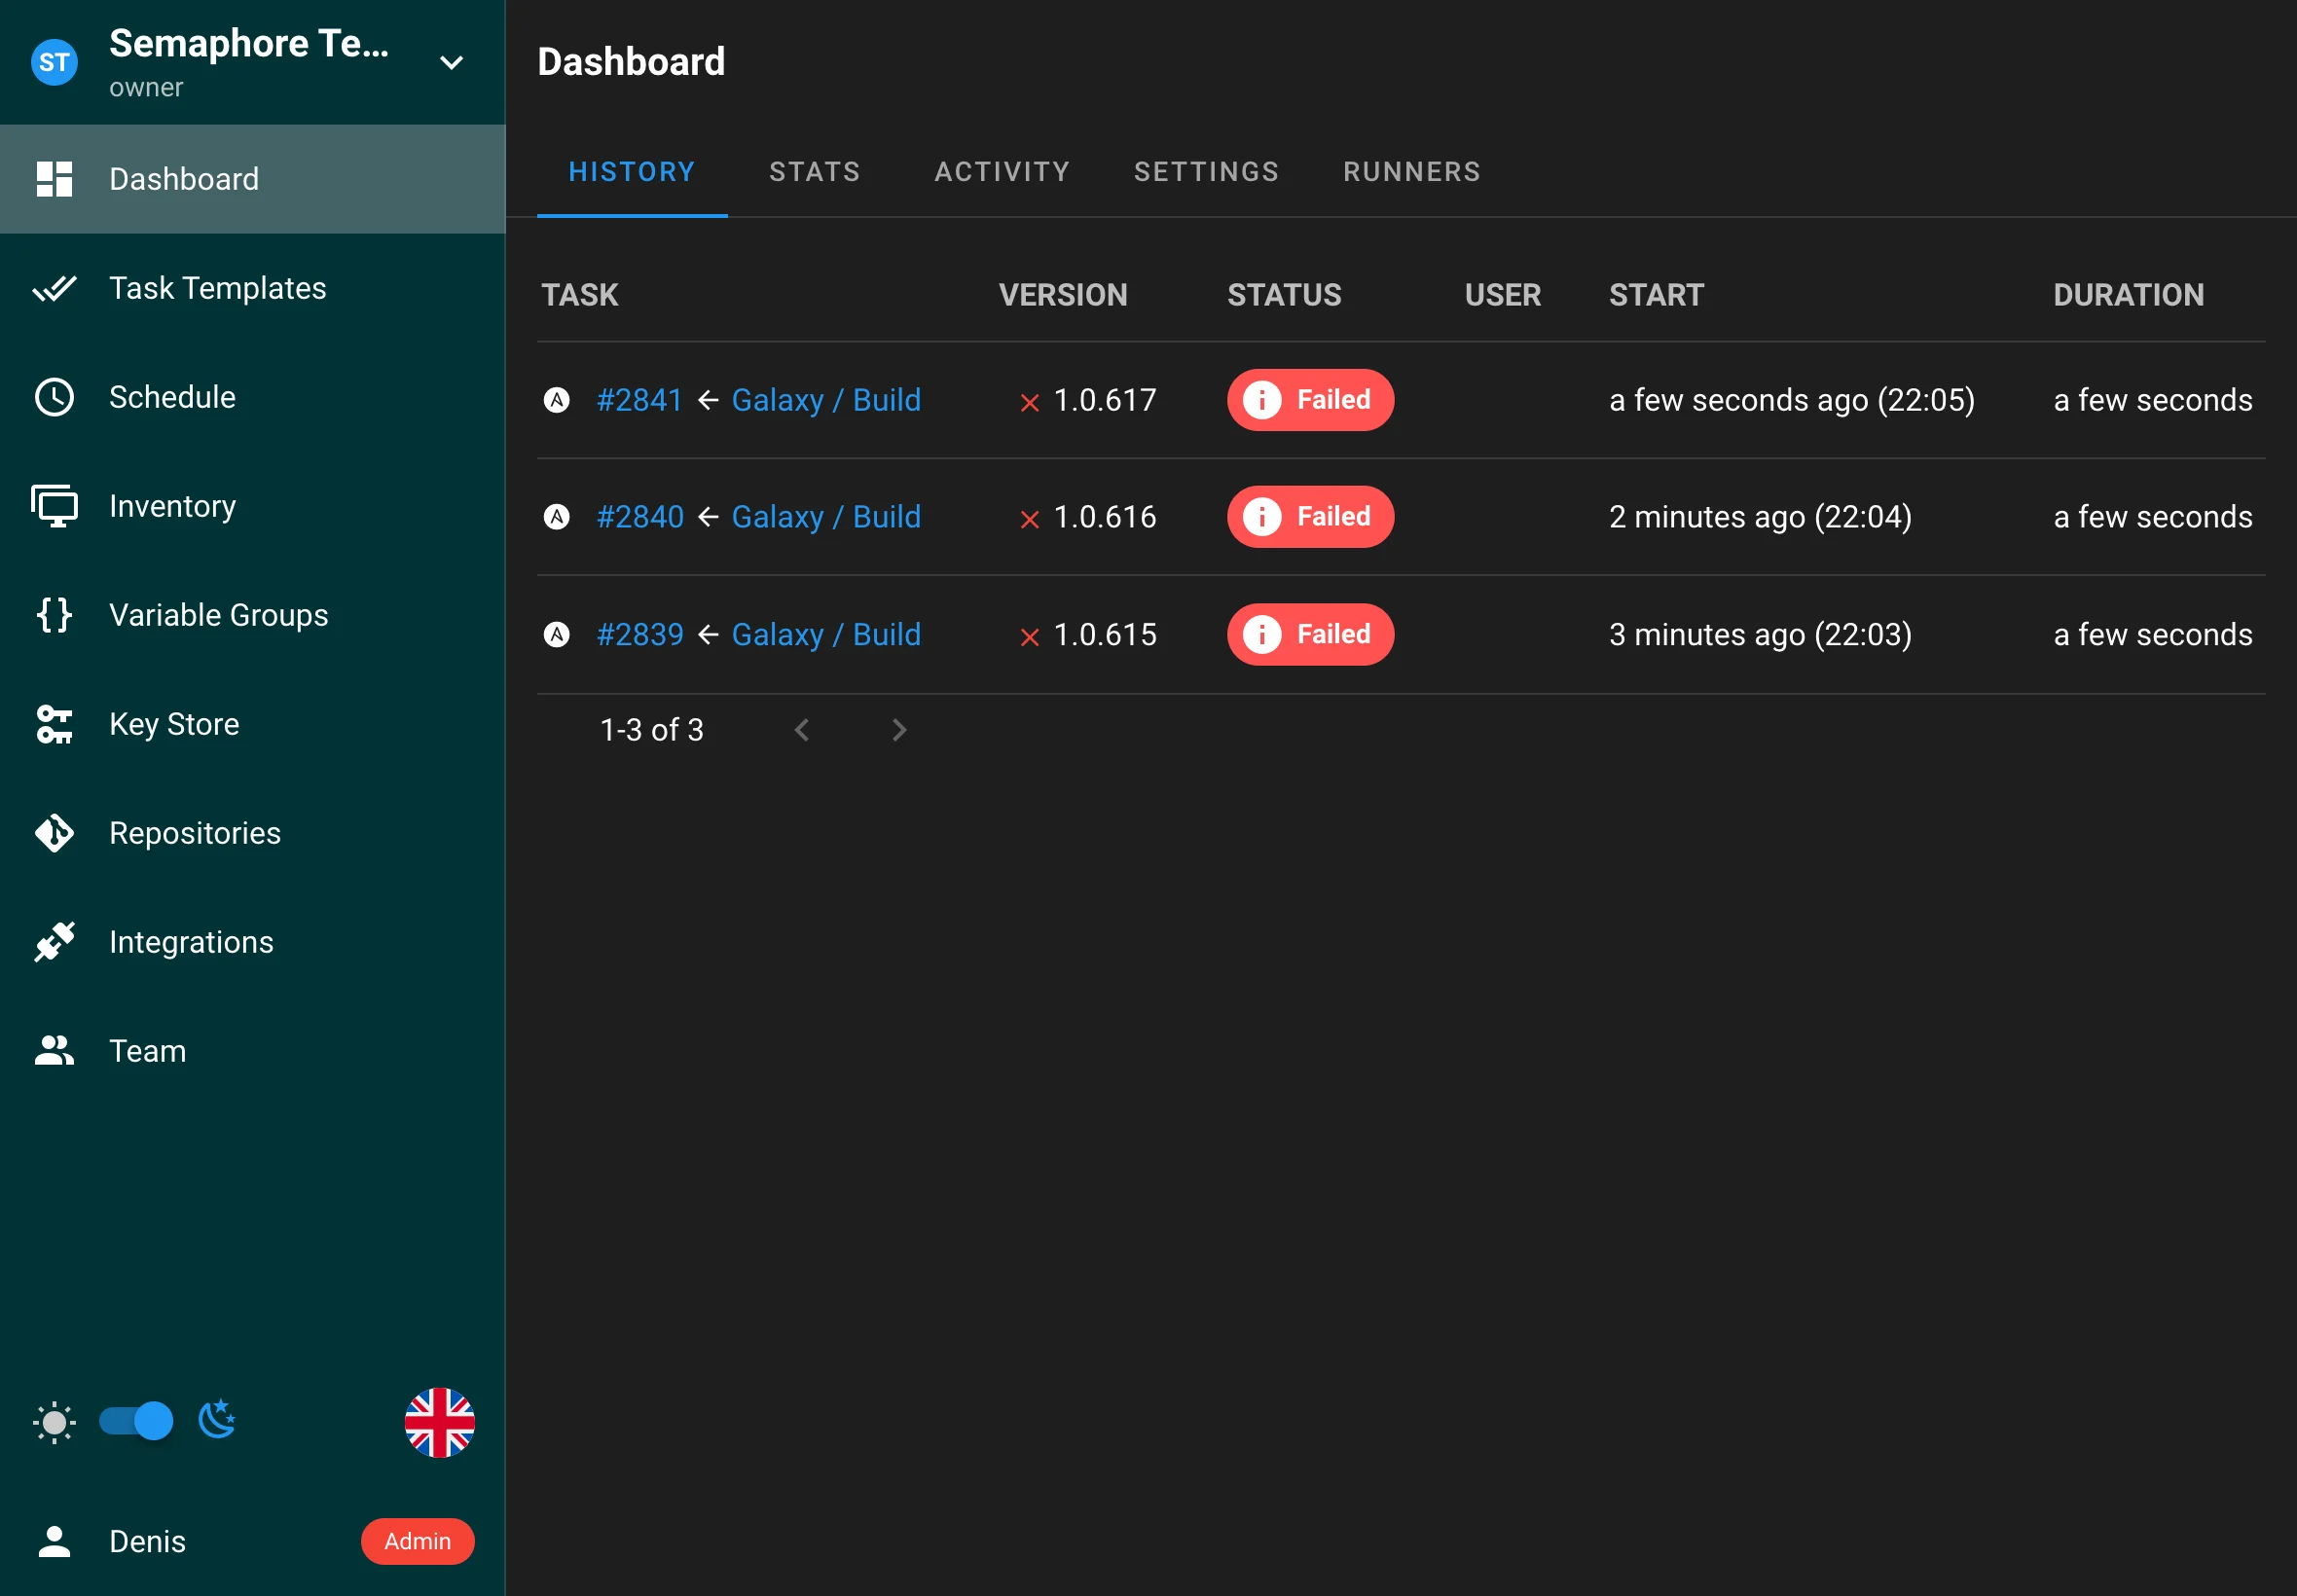 ST
Semaphore Te...
owner
Dashboard
Task Templates
Schedule
Inventory
Variable Groups
Key Store
Repositories
Integrations
Team
Denis
Admin
Dashboard
HISTORY STATS ACTIVITY SETTINGS RUNNERS
TASK VERSION STATUS USER START DURATION
#2841 ← Galaxy / Build × 1.0.617 Failed a few seconds ago (22:05) a few seconds
#2840 ← Galaxy / Build × 1.0.616 Failed 2 minutes ago (22:04) a few seconds
#2839 ← Galaxy / Build × 1.0.615 Failed 3 minutes ago (22:03) a few seconds
1-3 of 3